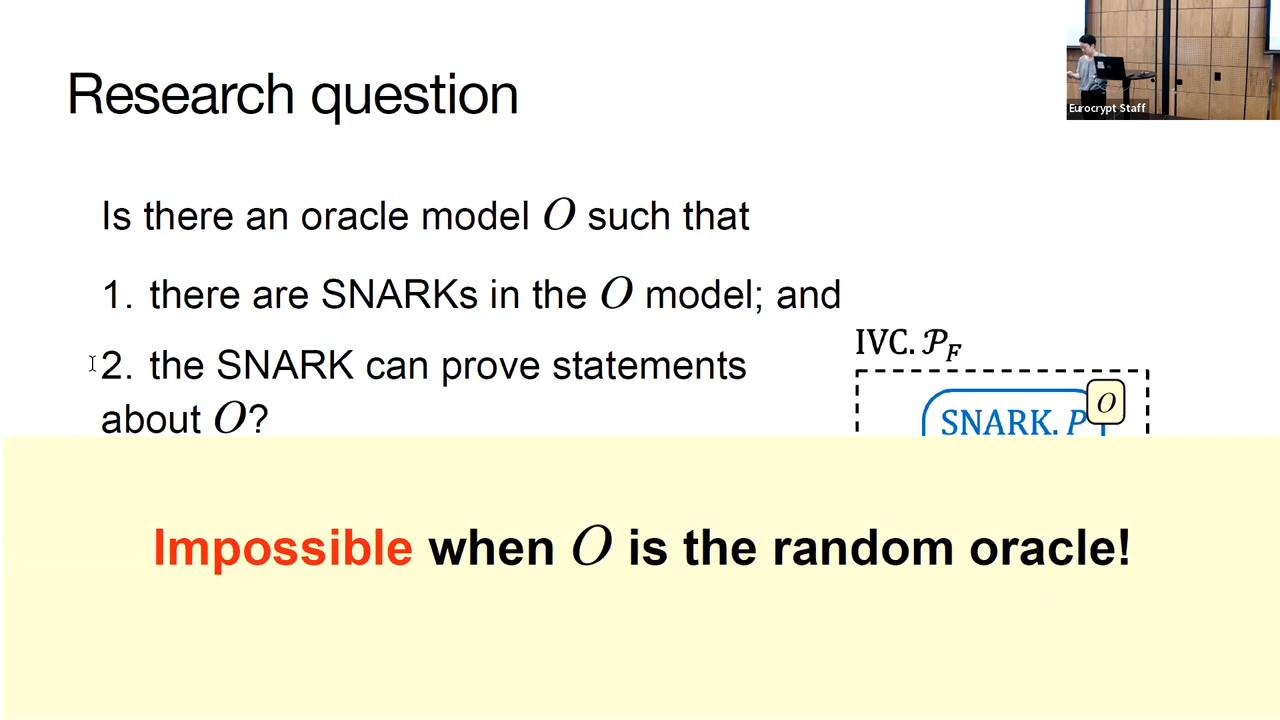 Research question
Eurocrypt Staff
Is there an oracle model O such that
1. there are SNARKs in the O model; and
2. the SNARK can prove statements
about O?
IVC. 𝒫_F
SNARK. P
O
Impossible when O is the random oracle!